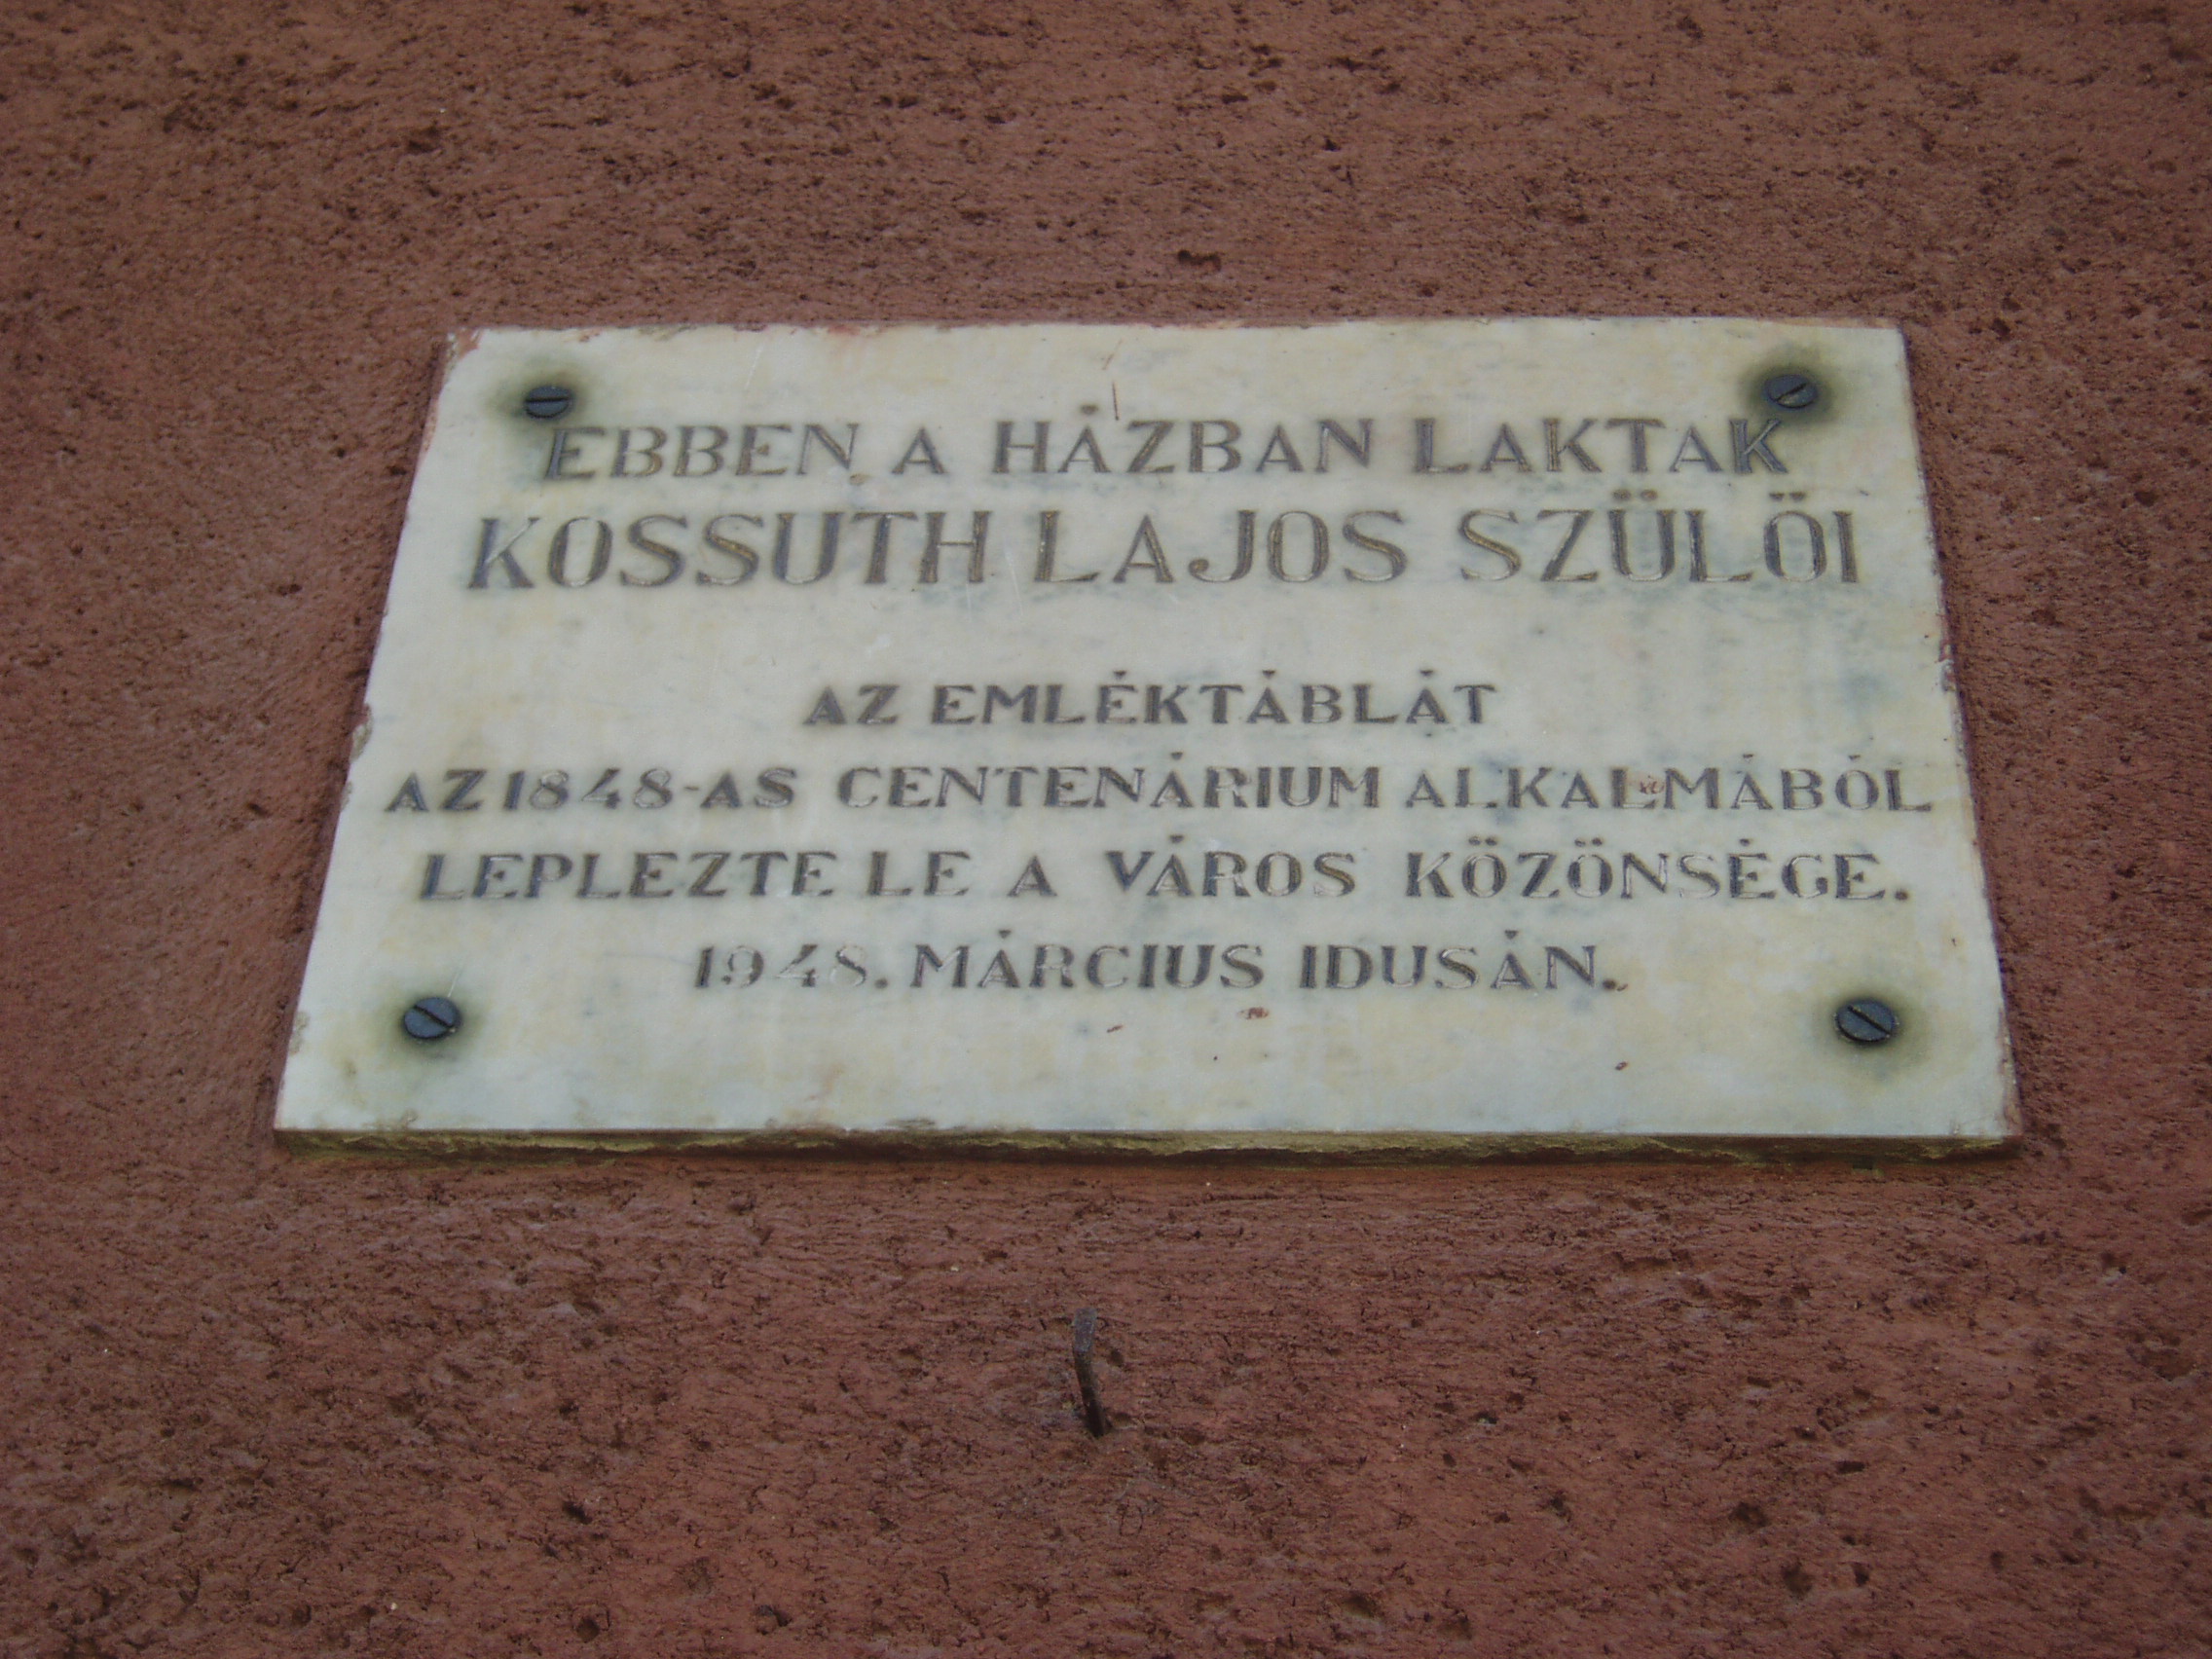 EBBEN A HÁZBAN LAKTAK
KOSSUTH LAJOS SZÜLÖI
AZ EMLÉKTÁBLÁT
AZ 1848-AS CENTENÁRIUM ALKALMÁBÓL
LEPLEZTE LE A VÁROS KÖZÖNSÉGE.
1948. MÁRCIUS IDUSÁN.